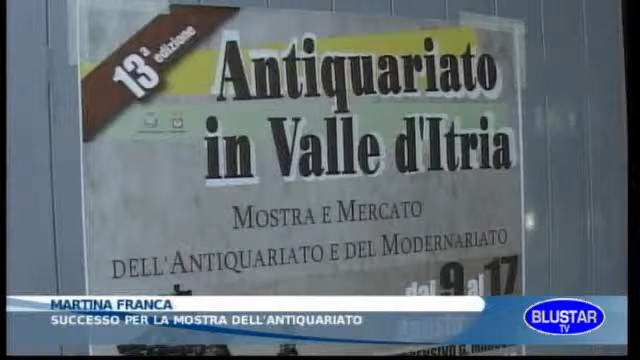 13ª
edizione
Antiquariato
in Valle d'Itria
MOSTRA E MERCATO
DELL'ANTIQUARIATO E DEL MODERNARIATO
dal 9 al 17
MARTINA FRANCA
SUCCESSO PER LA MOSTRA DELL'ANTIQUARIATO
BLUSTAR
TV